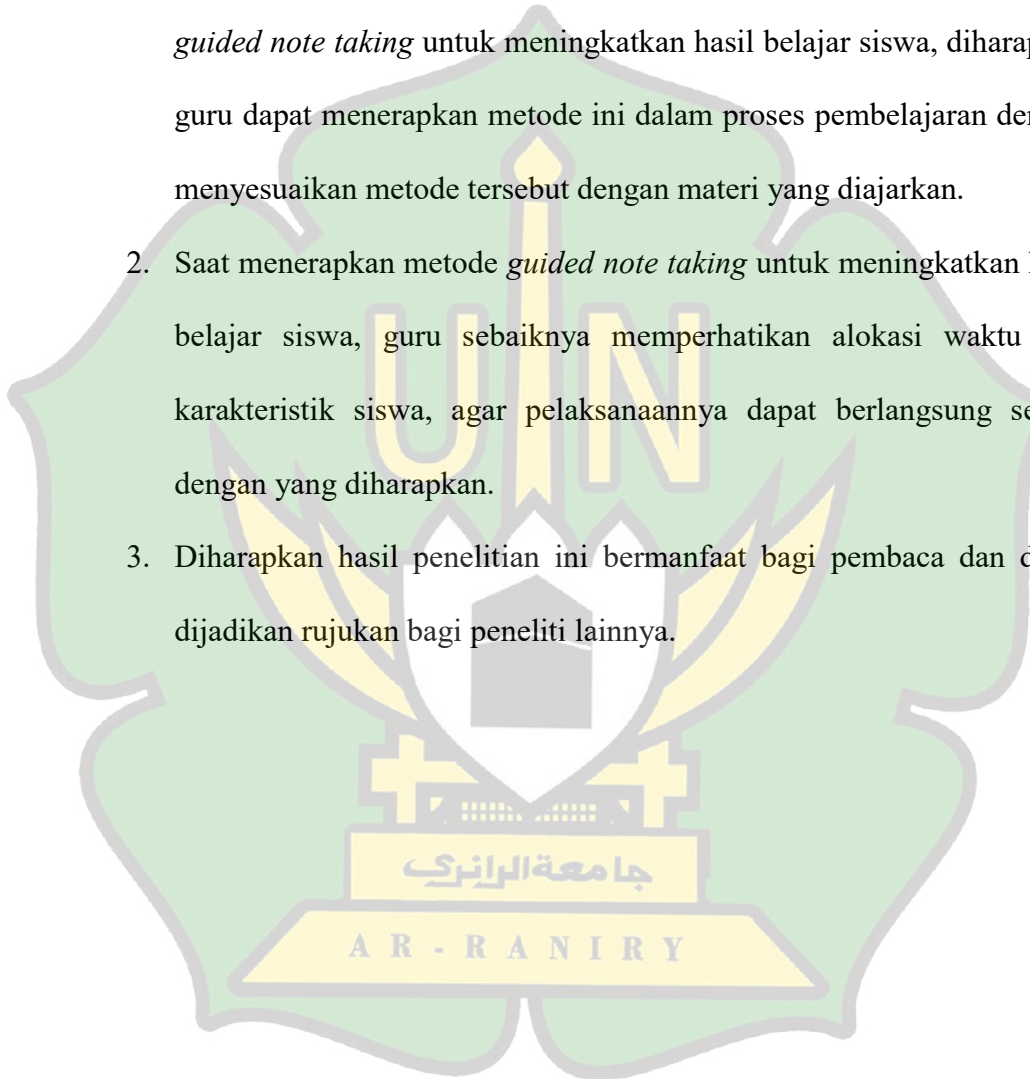 guided note taking untuk meningkatkan hasil belajar siswa, diharap
guru dapat menerapkan metode ini dalam proses pembelajaran den
menyesuaikan metode tersebut dengan materi yang diajarkan.
2. Saat menerapkan metode guided note taking untuk meningkatkan
belajar siswa, guru sebaiknya memperhatikan alokasi waktu
karakteristik siswa, agar pelaksanaannya dapat berlangsung se
dengan yang diharapkan.
3. Diharapkan hasil penelitian ini bermanfaat bagi pembaca dan d
dijadikan rujukan bagi peneliti lainnya.
UIN
جامعةالرانري
AR-RANIRY